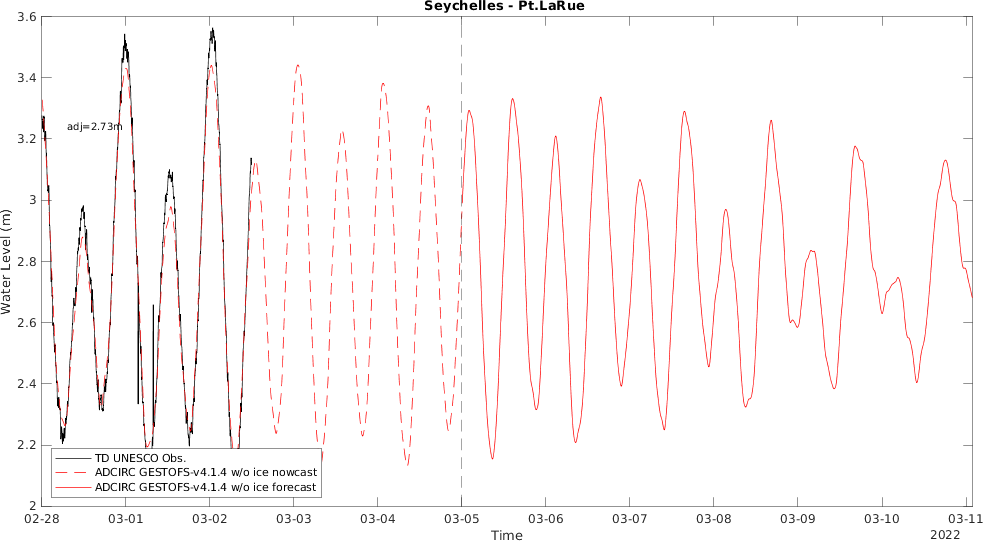 Seychelles - Pt.LaRue
3.6
3.4
3.2
3
2.8
2.6
2.4
2.2
2
Water Level (m)
adj=2.73m
TD UNESCO Obs.
ADCIRC GESTOFS-v4.1.4 w/o ice nowcast
ADCIRC GESTOFS-v4.1.4 w/o ice forecast
02-28 03-01 03-02 03-03 03-04 03-05 03-06 03-07 03-08 03-09 03-10 03-11
Time
2022